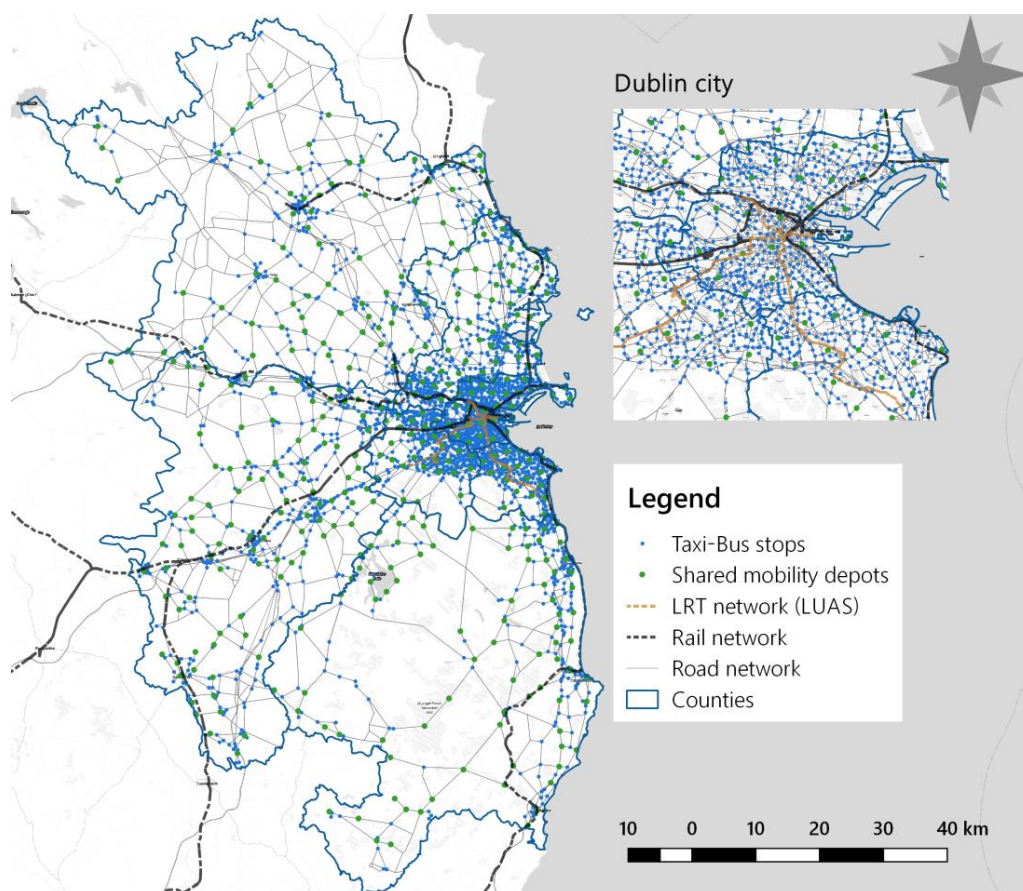 Dublin city
Legend
Taxi-Bus stops
Shared mobility depots
LRT network (LUAS)
Rail network
Road network
Counties
10 0 10 20 30 40 km